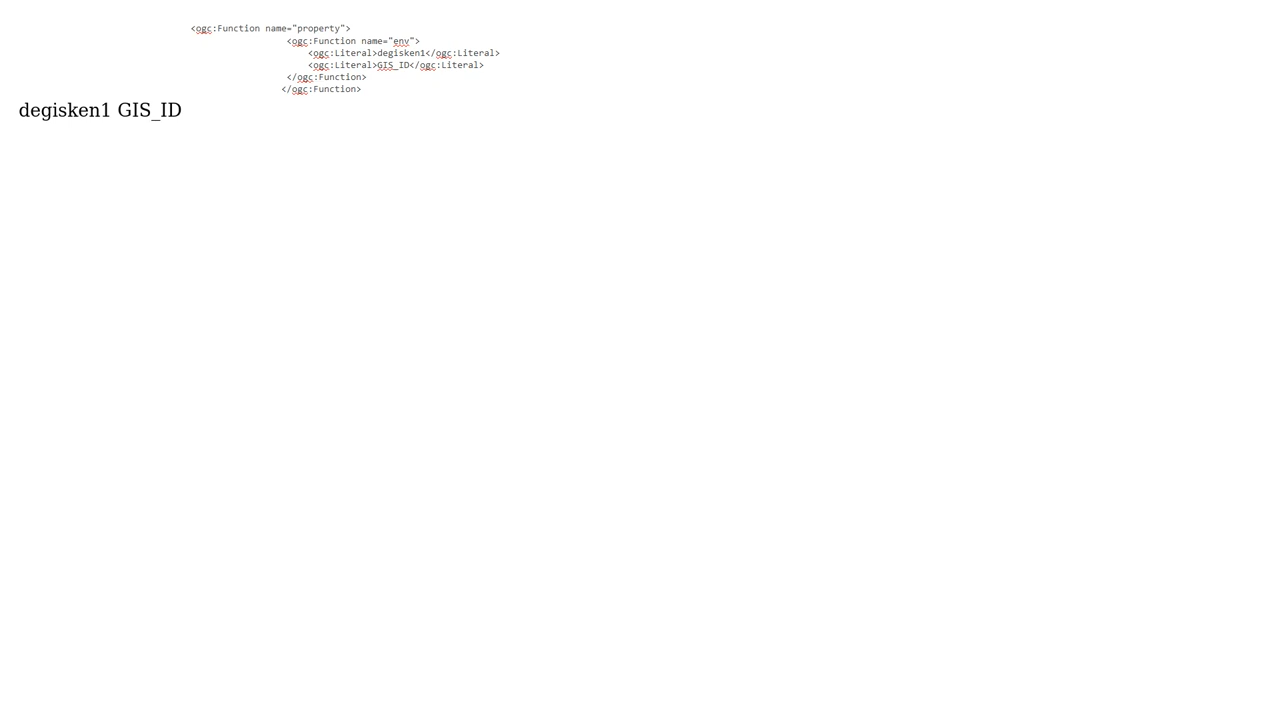 <ogc:Function name="property">
<ogc:Function name="env">
<ogc:Literal>degisken1</ogc:Literal>
<ogc:Literal>GIS_ID</ogc:Literal>
</ogc:Function>
</ogc:Function>
degisken1 GIS_ID